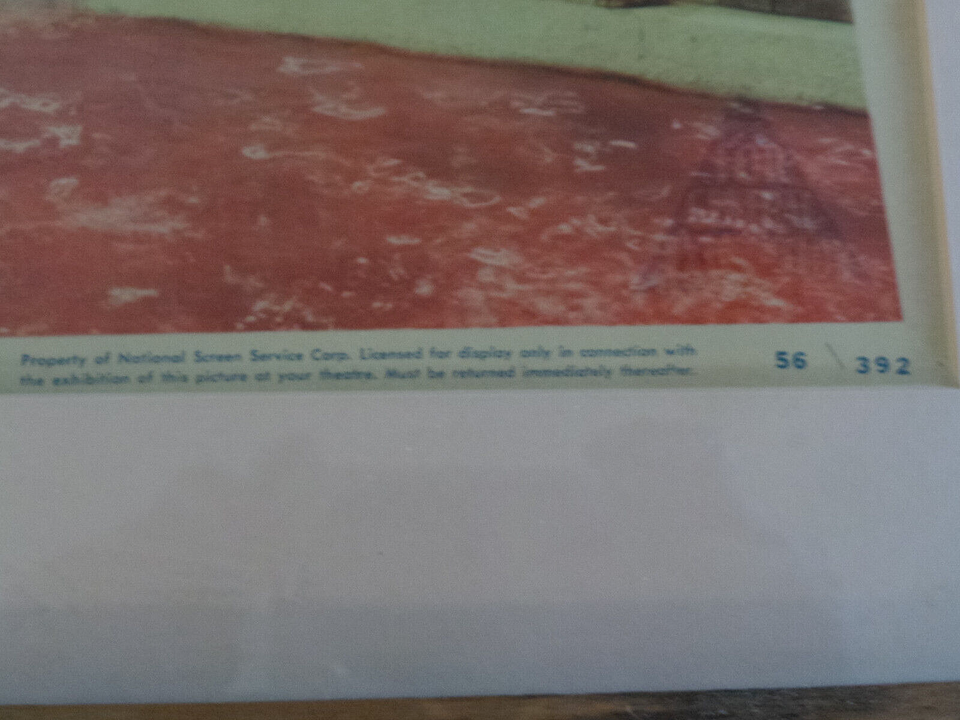 Property of National Screen Service Corp. Licensed for display only in connection with
the exhibition of this picture at your theatre. Must be returned immediately thereafter.
56 \ 392